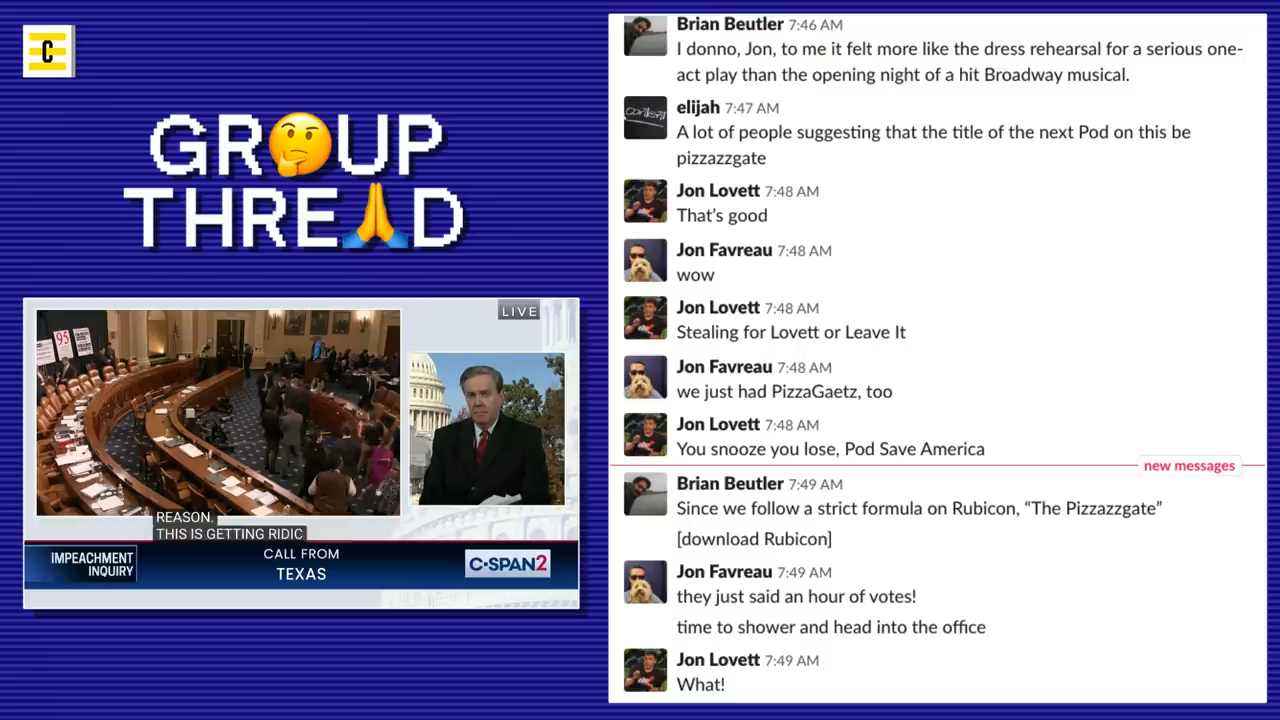 C
GR🤔UP
THRE🙏D
LIVE
95
REASON.
THIS IS GETTING RIDIC
IMPEACHMENT
INQUIRY
CALL FROM
TEXAS
C-SPAN2
Brian Beutler 7:46 AM
I donno, Jon, to me it felt more like the dress rehearsal for a serious one-
act play than the opening night of a hit Broadway musical.
elijah 7:47 AM
content
A lot of people suggesting that the title of the next Pod on this be
pizzazzgate
Jon Lovett 7:48 AM
That's good
Jon Favreau 7:48 AM
wow
Jon Lovett 7:48 AM
Stealing for Lovett or Leave It
Jon Favreau 7:48 AM
we just had PizzaGaetz, too
Jon Lovett 7:48 AM
You snooze you lose, Pod Save America
new messages
Brian Beutler 7:49 AM
Since we follow a strict formula on Rubicon, “The Pizzazzgate”
[download Rubicon]
Jon Favreau 7:49 AM
they just said an hour of votes!
time to shower and head into the office
Jon Lovett 7:49 AM
What!